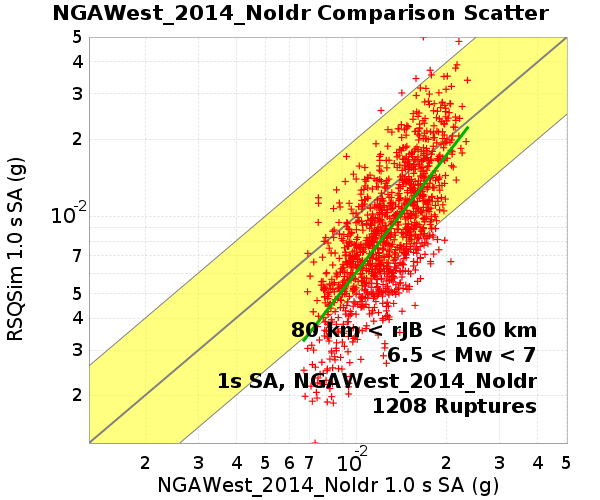 NGAWest_2014_NoIdr Comparison Scatter
5
4
3
2
10-2
7
5
4
3
2
RSQSim 1.0 s SA (g)
80 km < rJB < 160 km
6.5 < Mw < 7
1s SA, NGAWest_2014_NoIdr
1208 Ruptures
2 3 4 5 6 7 10-2 2 3 4 5
NGAWest_2014_NoIdr 1.0 s SA (g)